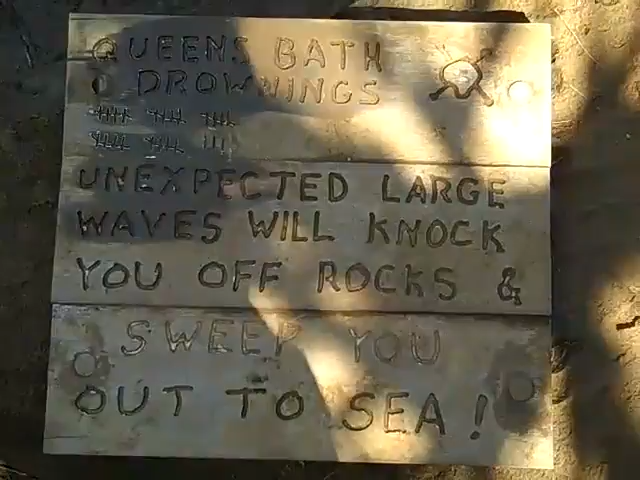 QUEENS BATH
DROWNINGS
UNEXPECTED LARGE
WAVES WILL KNOCK
YOU OFF ROCKS &
SWEEP YOU
OUT TO SEA!